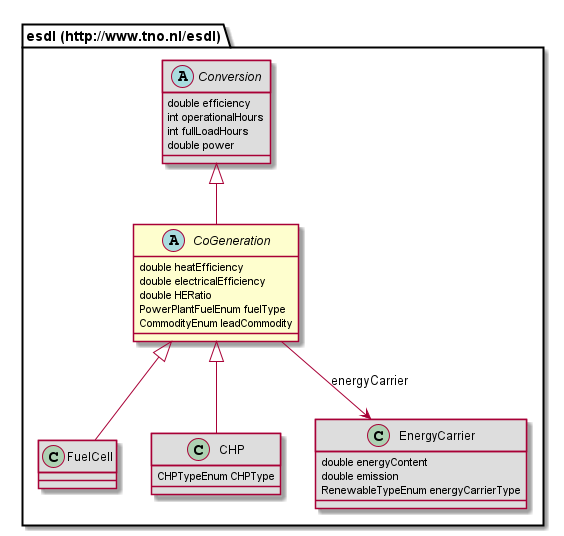 esdl (http://www.tno.nl/esdl)
A Conversion
double efficiency
int operationalHours
int fullLoadHours
double power
A CoGeneration
double heatEfficiency
double electricalEfficiency
double HERatio
PowerPlantFuelEnum fuelType
CommodityEnum leadCommodity
energyCarrier
C FuelCell
C CHP
CHPTypeEnum CHPType
C EnergyCarrier
double energyContent
double emission
RenewableTypeEnum energyCarrierType